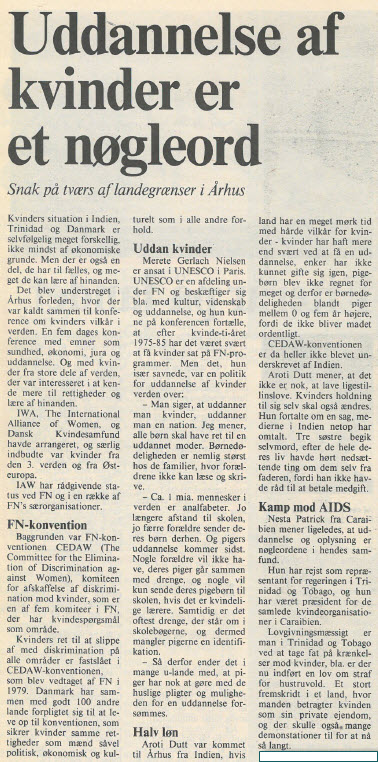 Uddannelse af
kvinder er
et nøgleord
Snak på tværs af landegrænser i Århus
Kvinders situation i Indien,
Trinidad og Danmark er
selvfølgelig meget forskellig,
ikke mindst af økonomiske
grunde. Men der er også en
del, de har til fælles, og me-
get de kan lære af hinanden.
Det blev understreget i
Århus forleden, hvor der
var kaldt sammen til konfe-
rence om kvinders vilkår i
verden. En fem dages konfe-
rence med emner som
sundhed, økonomi, jura og
uddannelse. Og med kvin-
der fra store dele af verden,
der var interesseret i at ken-
de mere til rettigheder og
lære af hinanden.
IWA, The International
Alliance of Women, og
Dansk Kvindesamfund
havde arrangeret, og særlig
indbudte var kvinder fra
den 3. verden og fra Øst-
europa.
IAW har rådgivende sta-
tus ved FN og i en række af
FN's særorganisationer.
FN-konvention
Baggrunden var FN-kon-
ventionen CEDAW (The
Committee for the Elimina-
tion of Discrimination aga-
inst Women), komiteen
for afskaffelse af diskrimi-
nation mod kvinder, som er
en af fem komiteer i FN,
der har kvindespørgsmål
som område.
Kvinders ret til at slippe
af med diskrimination på
alle områder er fastslået i
CEDAW-konventionen,
som blev vedtaget af FN i
1979. Danmark har sam-
men med godt 100 andre
lande forpligtet sig til at le-
ve op til konventionen, som
sikrer kvinder samme ret-
tigheder som mænd såvel
politisk, økonomisk og kul-
turelt som i alle andre for-
hold.
Uddan kvinder
Merete Gerlach Nielsen
er ansat i UNESCO i Paris.
UNESCO er en afdeling un-
der FN og beskæftiger sig
bla. med kultur, videnskab
og uddannelse, og hun kun-
ne på konferencen fortælle,
at efter kvinde-ti-året
1975-85 har det været svært
at få kvinder sat på FN-pro-
grammer. Men det, hun
især savnede, var en politik
for uddannelse af kvinder
verden over:
– Man siger, at uddanner
man kvinder, uddanner
man en nation. Jeg mener,
alle børn skal have ret til en
uddannet moder. Børnedø-
deligheden er nemlig størst
hos de familier, hvor foræl-
drene ikke kan læse og skri-
ve.
– Ca. 1 mia. mennesker i
verden er analfabeter. Jo
længere afstand til skolen,
jo færre forældre sender de-
res børn derhen. Og pigers
uddannelse kommer sidst.
Nogle forældre vil ikke ha-
ve, deres piger går sammen
med drenge, og nogle vil
kun sende deres pigebørn til
skolen, hvis det er kvindeli-
ge lærere. Samtidig er det
oftest drenge, der står om i
skolebøgerne, og dermed
mangler pigerne en identifi-
kation.
– Så derfor ender det i
mange u-lande med, at pi-
ger har nok at gøre med de
huslige pligter og mulighe-
den for en uddannelse for-
sømmes.
Halv løn
Aroti Dutt var kommet
til Århus fra Indien, hvis
land har en meget mørk tid
med hårde vilkår for kvin-
der - kvinder har haft mere
end svært ved at få en ud-
dannelse, enker har ikke
kunnet gifte sig igen, pige-
børn blev ikke regnet for
meget og derfor er børnedø-
deligheden blandt piger
mellem 0 og fem år højere,
fordi de ikke bliver madet
ordentligt.
CEDAW-konventionen
er da heller ikke blevet un-
derskrevet af Indien.
Aroti Dutt mener, at det
ikke er nok, at lave ligestil-
linslove. Kvinders holdning
til sig selv skal også ændres.
Hun fortalte om en sag, me-
dierne i Indien netop har
omtalt. Tre søstre begik
selvmord, efter de hele de-
res liv havde hørt nedsæt-
tende ting om dem selv fra
faderen, fordi han ikke hav-
de råd til at betale medgift.
Kamp mod AIDS
Nesta Patrick fra Carai-
bien mener ligeledes, at ud-
dannelse og oplysning er
nøgleordene i hendes sam-
fund.
Hun har rejst som repræ-
sentant for regeringen i Tri-
nidad og Tobago, og hun
har været præsident for de
samlede kvindeorganisatio-
ner i Caraibien.
Lovgivningsmæssigt er
man i Trinidad og Tobago
ved at tage fat på krænkel-
ser mod kvinder, bla. er der
nu indført en lov om straf
for hustruvold. Et stort
fremskridt i et land, hvor
manden betragter kvinden
som sin private ejendom,
og der skulle også mange
demonstationer til for at nå
så langt.